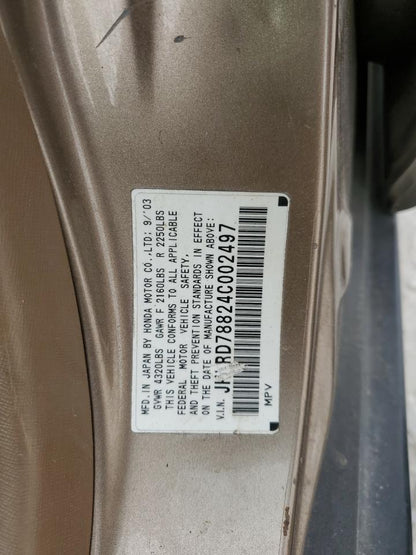 MFD.IN JAPAN BY HONDA MOTOR CO.,LTD: 9/'03
GVWR 4320LBS GAWR F 2160LBS R 2250LBS
THIS VEHICLE CONFORMS TO ALL APPLICABLE
FEDERAL MOTOR VEHICLE SAFETY,
AND THEFT PREVENTION STANDARDS IN EFFECT
ON THE DATE OF MANUFACTURE SHOWN ABOVE:
V.I.N.
MPV